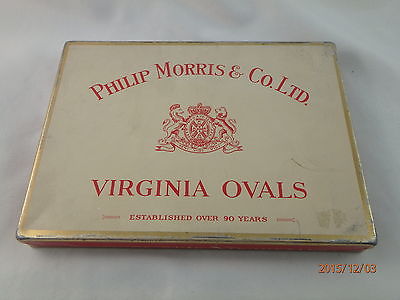 PHILIP MORRIS & CO. LTD.
VIRGINIA OVALS
ESTABLISHED OVER 90 YEARS
2015/12/03